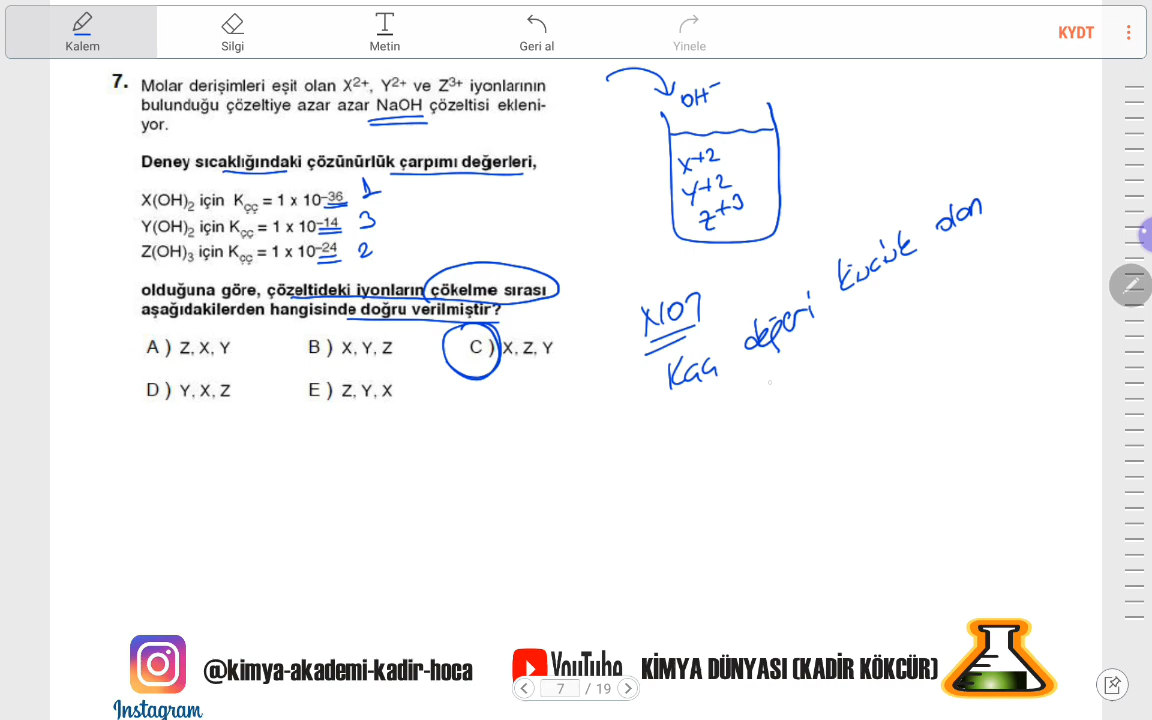 Kalem
Silgi
Metin
Geri al
Yinele
KYDT
7. Molar derişimleri eşit olan X2+, Y2+ ve Z3+ iyonlarının
bulunduğu çözeltiye azar azar NaOH çözeltisi ekleni-
yor.
Deney sıcaklığındaki çözünürlük çarpımı değerleri,
X(OH)2 için Kçç = 1 x 10–36 1
Y(OH)2 için Kçç = 1 x 10–14 3
Z(OH)3 için Kçç = 1 x 10–24 2
olduğuna göre, çözeltideki iyonların çökelme sırası
aşağıdakilerden hangisinde doğru verilmiştir?
A ) Z, X, Y
B ) X, Y, Z
C ) X, Z, Y
D ) Y, X, Z
E ) Z, Y, X
OH–
X+2
Y+2
Z+3
değeri küçük olan
@kimya-akademi-kadir-hoca
Instagram
YouTube
KİMYA DÜNYASI (KADİR KÖKCÜR)
7 / 19